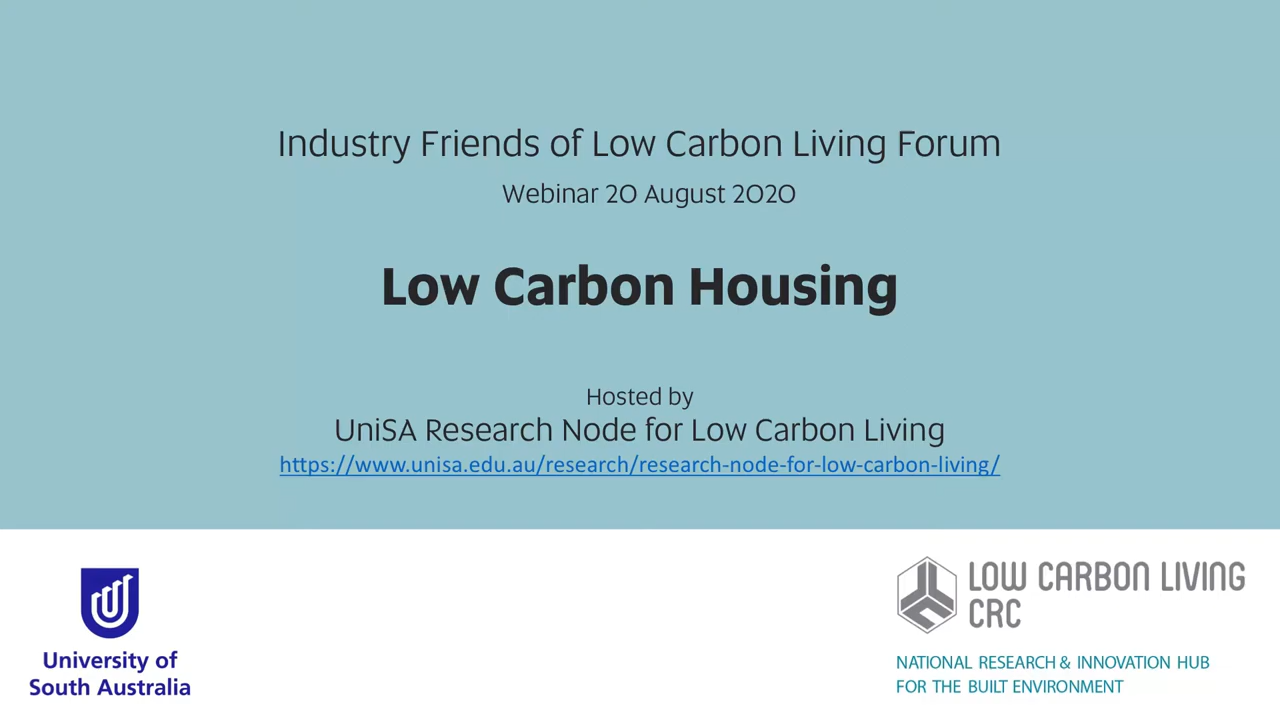 Industry Friends of Low Carbon Living Forum
Webinar 20 August 2020
Low Carbon Housing
Hosted by
UniSA Research Node for Low Carbon Living
https://www.unisa.edu.au/research/research-node-for-low-carbon-living/
University of
South Australia
LOW CARBON LIVING
CRC
NATIONAL RESEARCH & INNOVATION HUB
FOR THE BUILT ENVIRONMENT